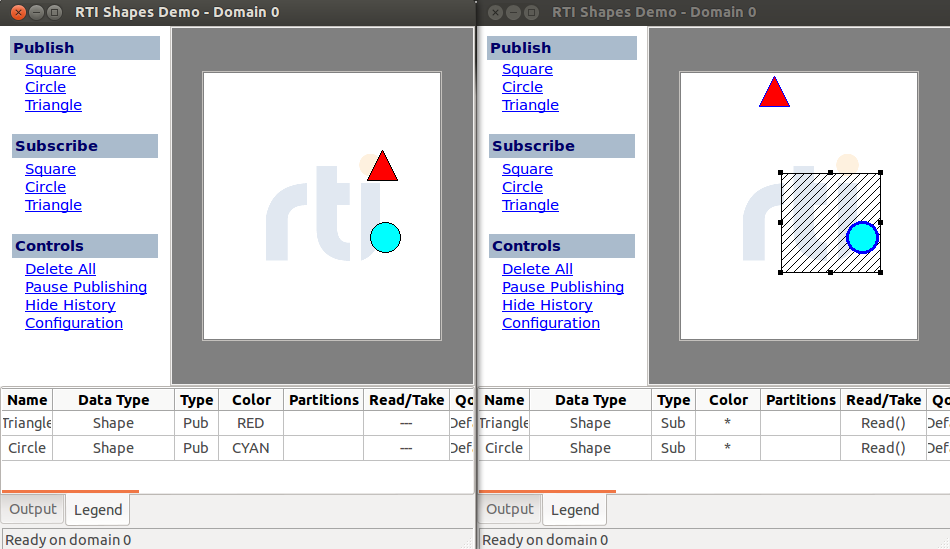 RTI Shapes Demo - Domain 0
Publish
Square
Circle
Triangle
Subscribe
Square
Circle
Triangle
Controls
Delete All
Pause Publishing
Hide History
Configuration
rti
Name Data Type Type Color Partitions Read/Take Qo
Triangle Shape Pub RED ---
Circle Shape Pub CYAN ---
Output Legend
Ready on domain 0
RTI Shapes Demo - Domain 0
Publish
Square
Circle
Triangle
Subscribe
Square
Circle
Triangle
Controls
Delete All
Pause Publishing
Hide History
Configuration
rti
Name Data Type Type Color Partitions Read/Take Qo
Triangle Shape Sub * Read()
Circle Shape Sub * Read()
Output Legend
Ready on domain 0